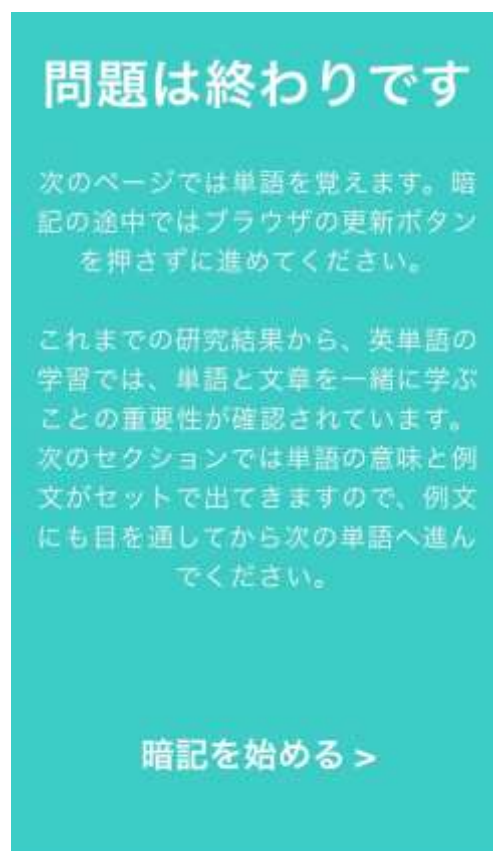 問題は終わりです
次のページでは単語を覚えます。暗
記の途中ではブラウザの更新ボタン
を押さずに進めてください。
これまでの研究結果から、英単語の
学習では、単語と文章を一緒に学ぶ
ことの重要性が確認されています。
次のセクションでは単語の意味と例
文がセットで出てきますので、例文
にも目を通してから次の単語へ進ん
でください。
暗記を始める >